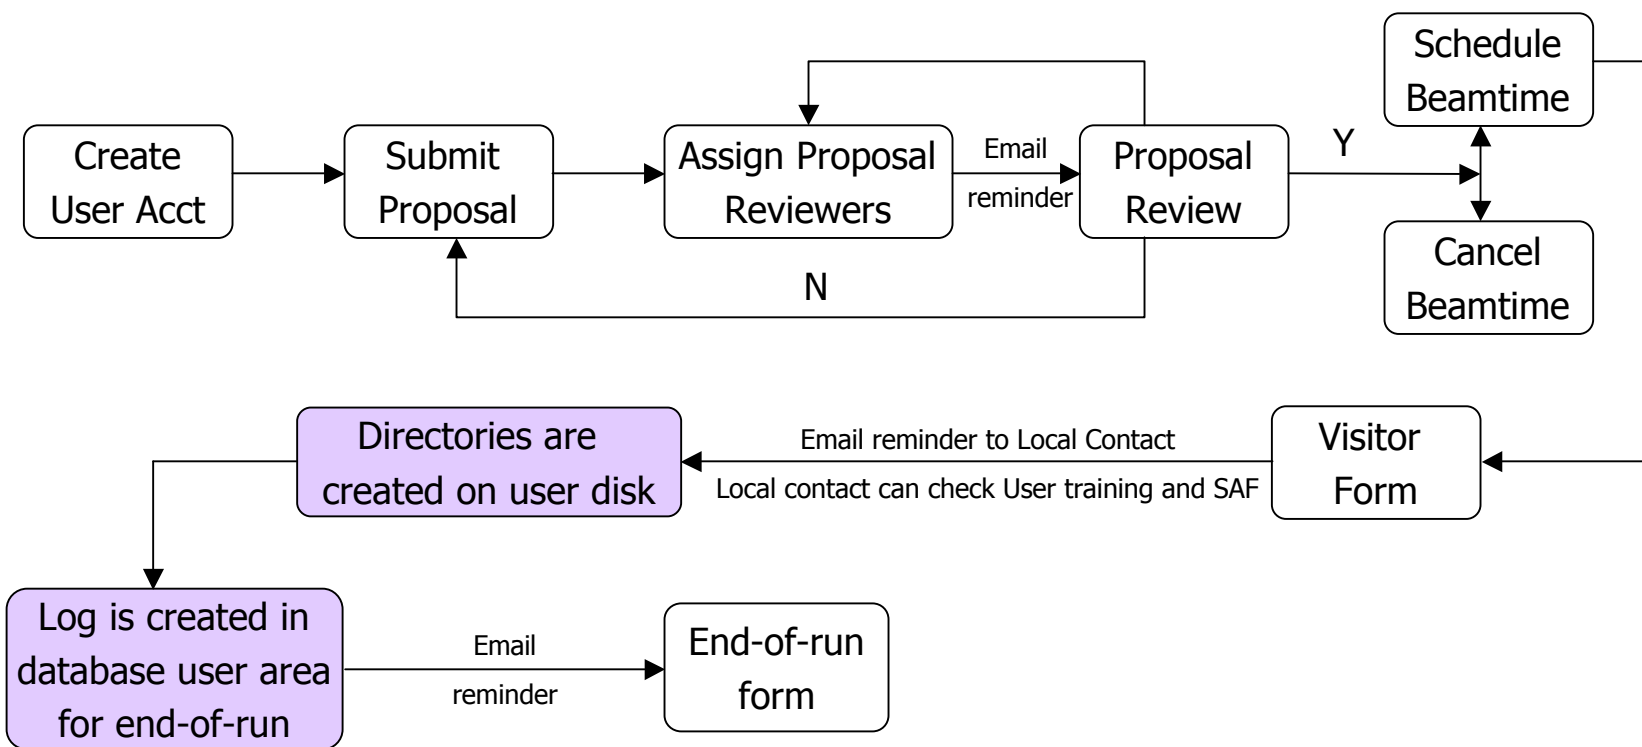 Create
User Acct
Submit
Proposal
Assign Proposal
Reviewers
Email
reminder
Proposal
Review
Y
N
Schedule
Beamtime
Cancel
Beamtime
Visitor
Form
Email reminder to Local Contact
Local contact can check User training and SAF
Directories are
created on user disk
Log is created in
database user area
for end-of-run
Email
reminder
End-of-run
form